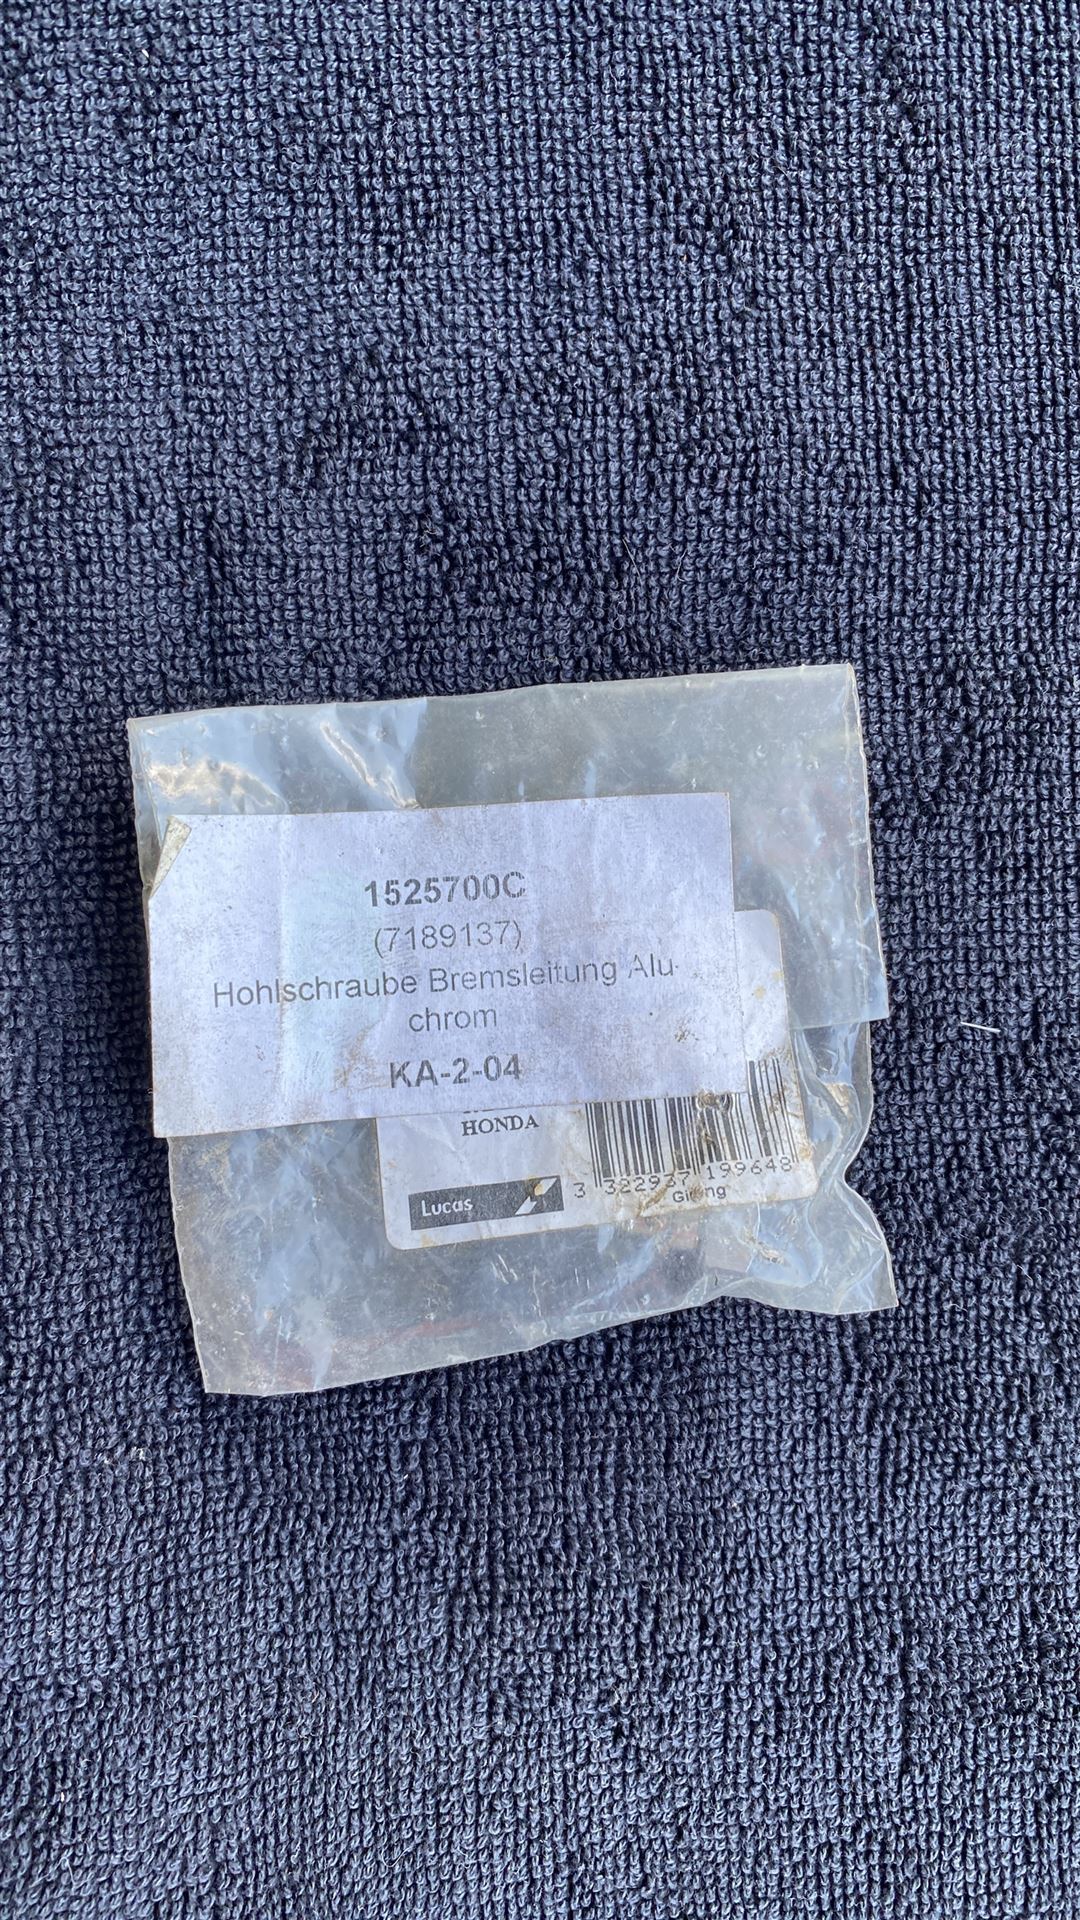 1525700C
(7189137)
Hohlschraube Bremsleitung Alu-
chrom
KA-2-04
HONDA
Lucas
3 322937 199648
Girling